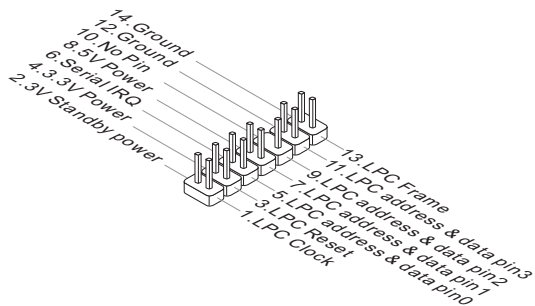 14.Ground
12.Ground
10.No Pin
8.5V Power
6.Serial IRQ
4.3.3V Power
2.3V Standby power
13.LPC Frame
11.LPC address & data pin3
9.LPC address & data pin2
7.LPC address & data pin1
5.LPC address & data pin0
3.LPC Reset
1.LPC Clock